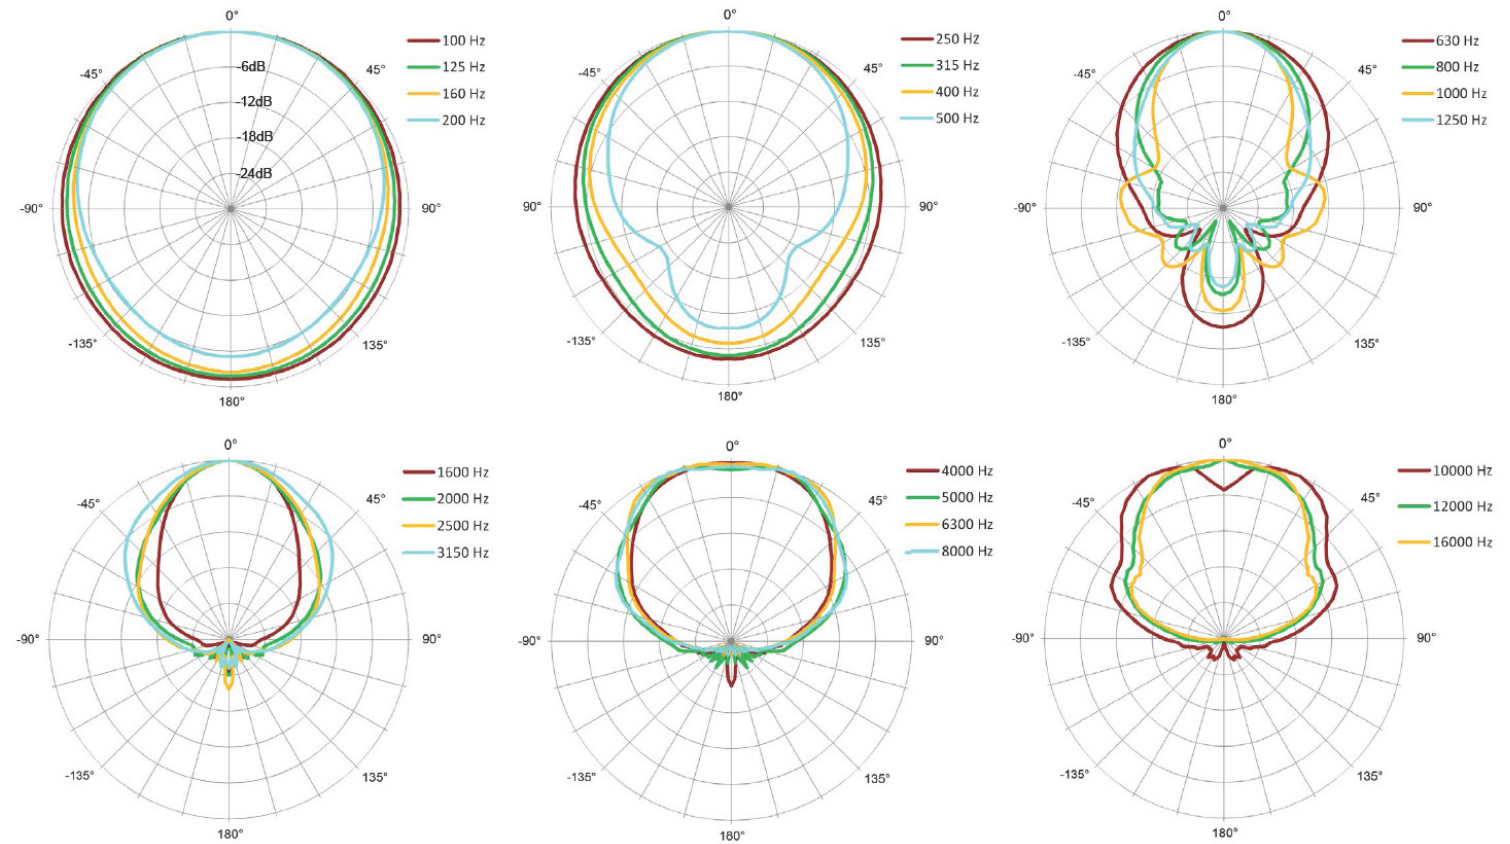 0°
100 Hz
125 Hz
160 Hz
200 Hz
-45°
45°
-6dB
-12dB
-18dB
-24dB
-90°
90°
-135°
135°
180°
0°
250 Hz
315 Hz
400 Hz
500 Hz
-45°
45°
90°
90°
-135°
135°
180°
0°
630 Hz
800 Hz
1000 Hz
1250 Hz
-45°
45°
-90°
90°
-135°
135°
180°
0°
1600 Hz
2000 Hz
2500 Hz
3150 Hz
-45°
45°
-90°
90°
-135°
135°
180°
0°
4000 Hz
5000 Hz
6300 Hz
8000 Hz
-45°
45°
-90°
90°
-135°
135°
180°
0°
10000 Hz
12000 Hz
16000 Hz
-45°
45°
-90°
90°
-135°
135°
180°